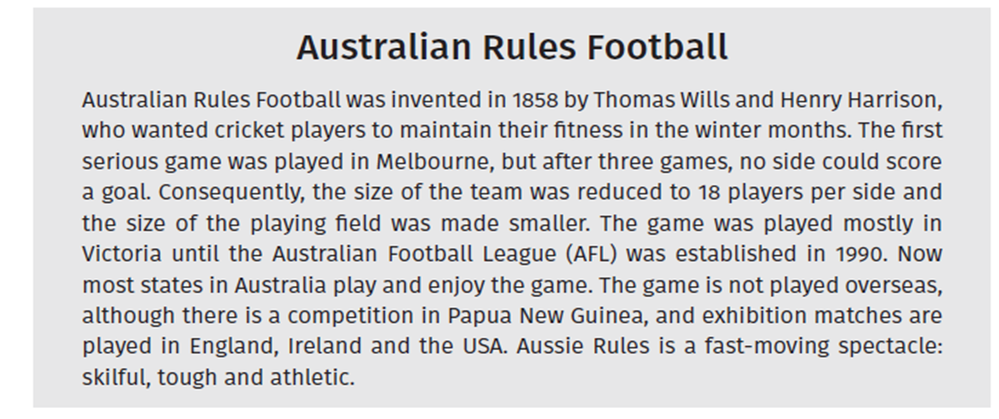 Australian Rules Football
Australian Rules Football was invented in 1858 by Thomas Wills and Henry Harrison,
who wanted cricket players to maintain their fitness in the winter months. The first
serious game was played in Melbourne, but after three games, no side could score
a goal. Consequently, the size of the team was reduced to 18 players per side and
the size of the playing field was made smaller. The game was played mostly in
Victoria until the Australian Football League (AFL) was established in 1990. Now
most states in Australia play and enjoy the game. The game is not played overseas,
although there is a competition in Papua New Guinea, and exhibition matches are
played in England, Ireland and the USA. Aussie Rules is a fast-moving spectacle:
skilful, tough and athletic.